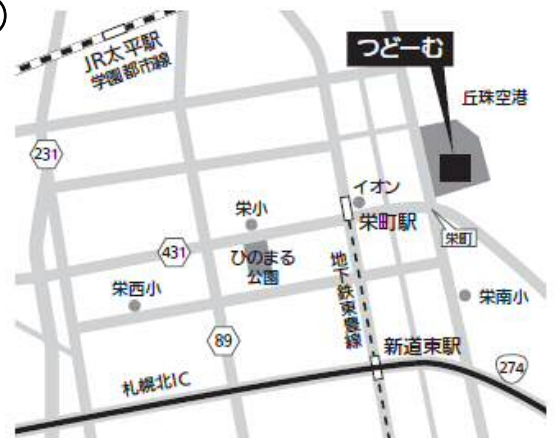 JR太平駅
学園都市線
つどーむ
丘珠空港
231
イオン
栄小
栄町駅
栄町
431
ひのまる
公園
地下鉄東豊線
栄西小
栄南小
89
新道東駅
274
札幌北IC